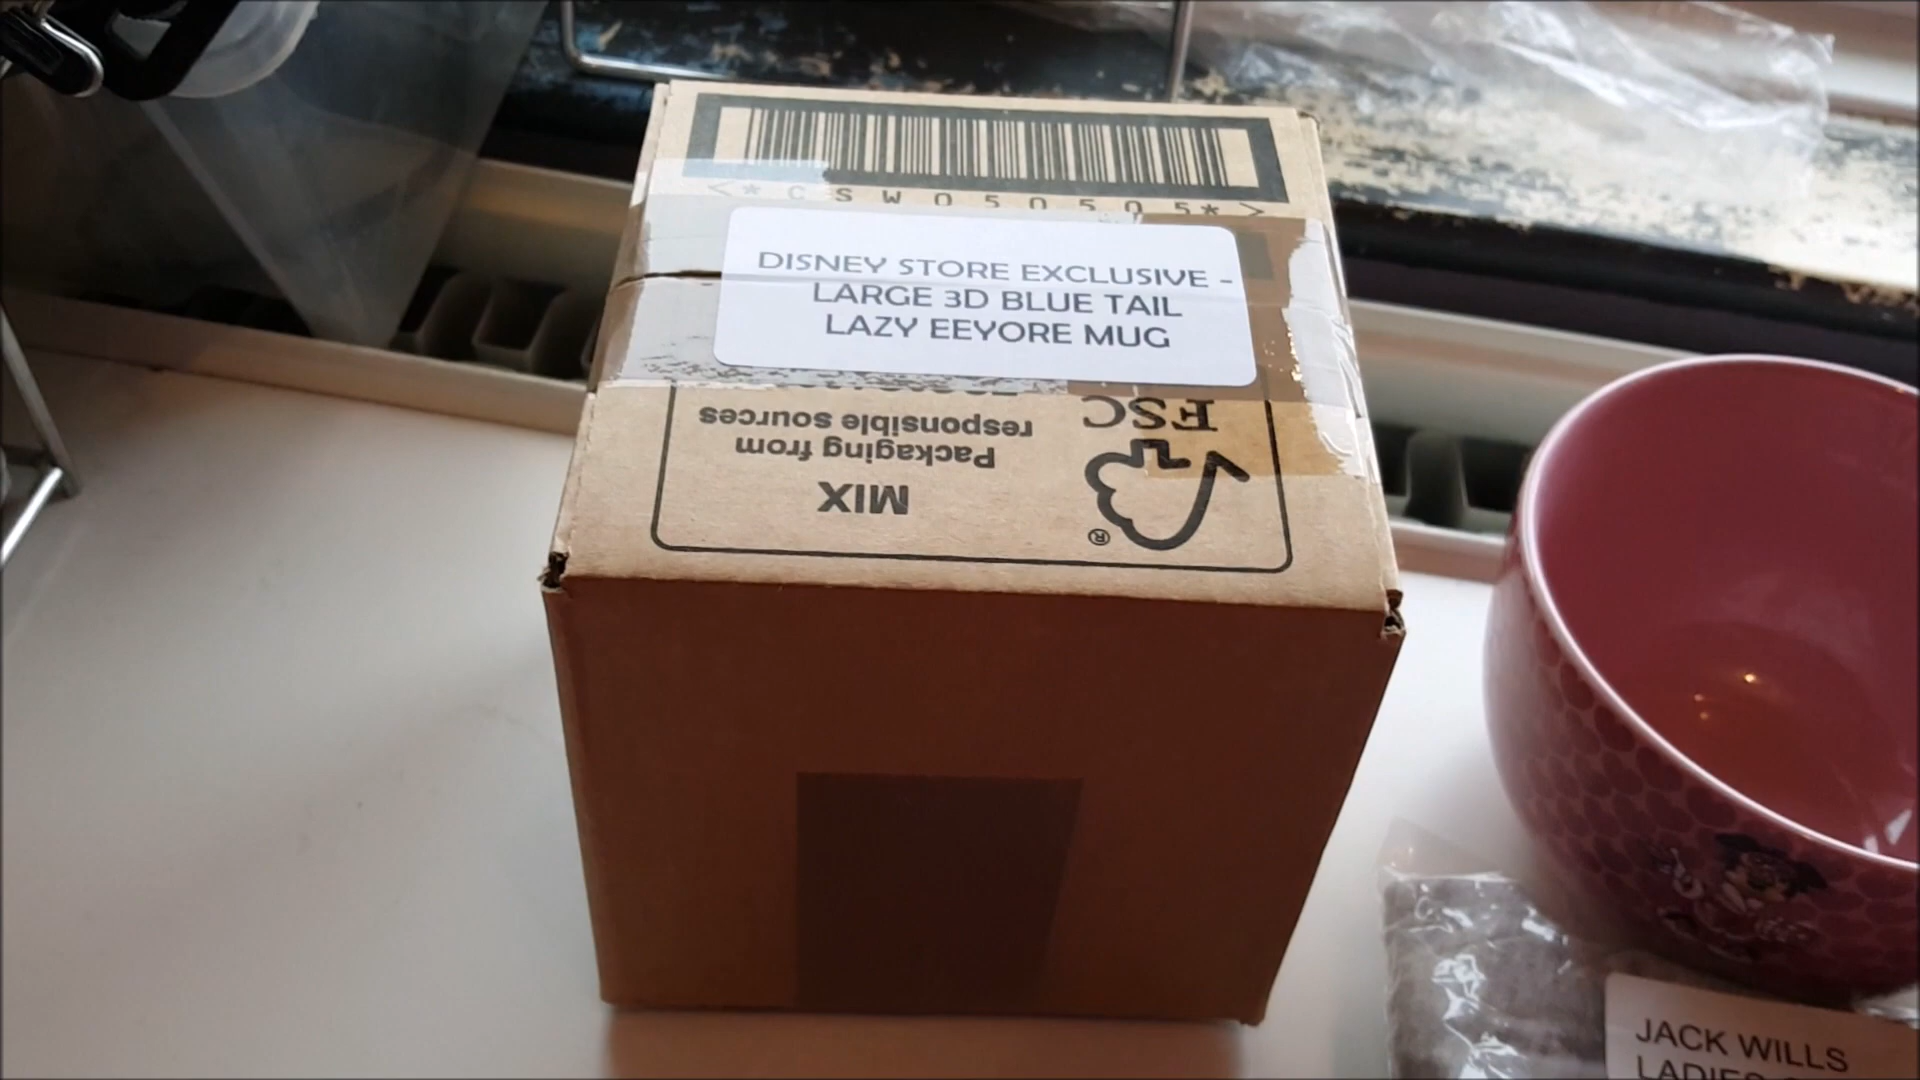 <*CSW050505*>
DISNEY STORE EXCLUSIVE -
LARGE 3D BLUE TAIL
LAZY EEYORE MUG
FSC
responsible sources
Packaging from
MIX
®
JACK WILLS
LADIES